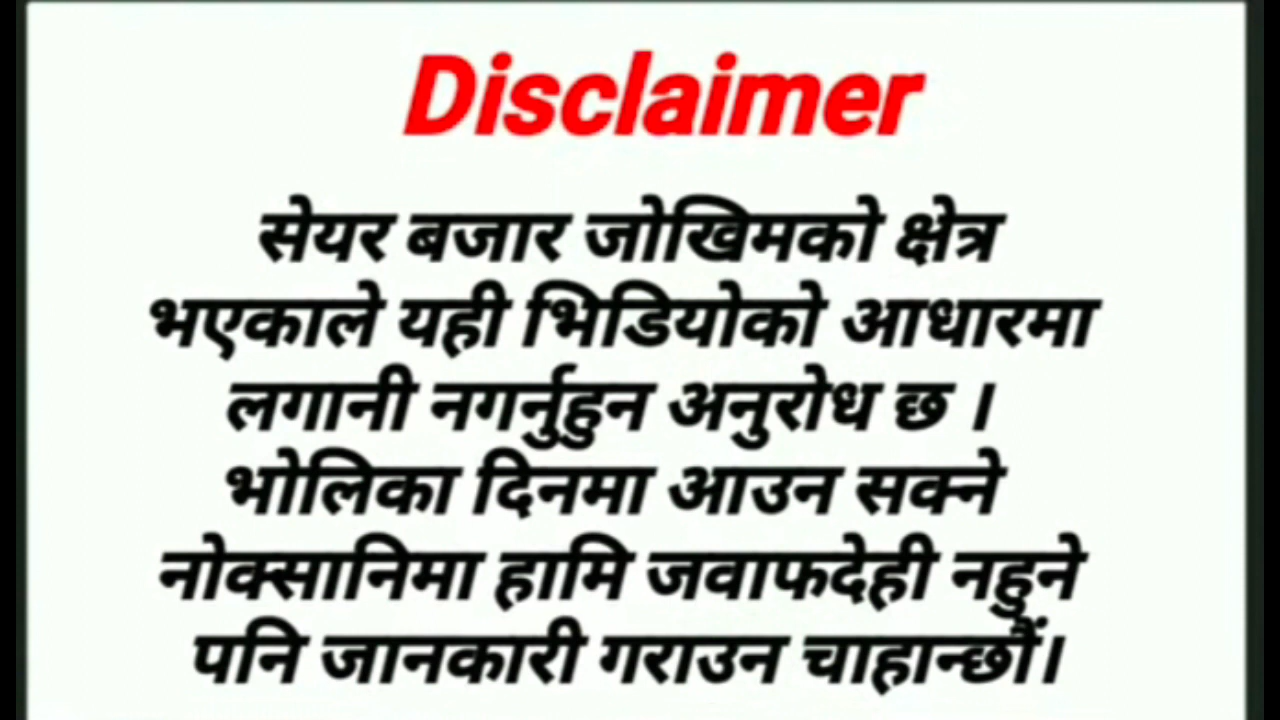 Disclaimer
सेयर बजार जोखिमको क्षेत्र
भएकाले यही भिडियोको आधारमा
लगानी नगर्नुहुन अनुरोध छ ।
भोलिका दिनमा आउन सक्ने
नोक्सानिमा हामि जवाफदेही नहुने
पनि जानकारी गराउन चाहान्छौं।